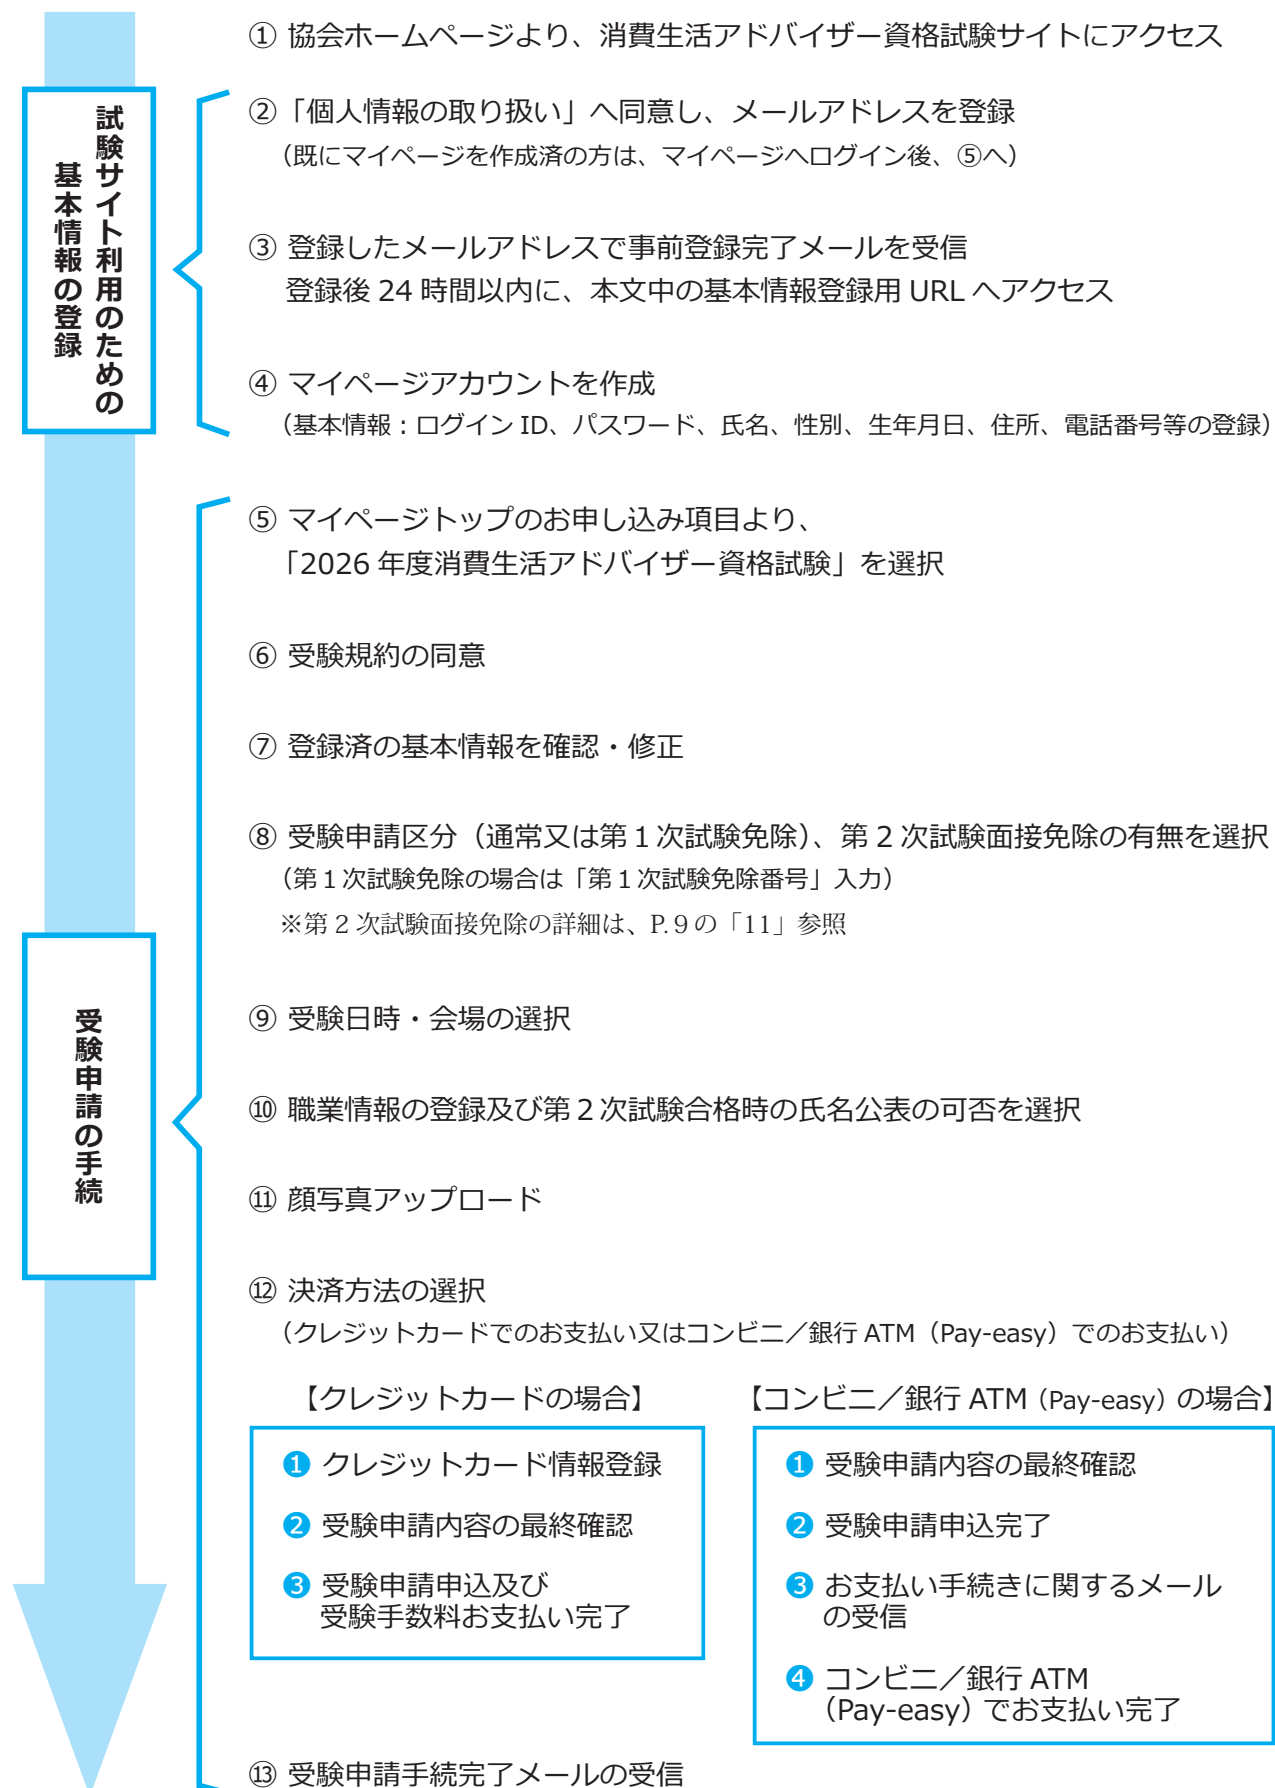 ① 協会ホームページより、消費生活アドバイザー資格試験サイトにアクセス
試験サイト利用のための
基本情報の登録
②「個人情報の取り扱い」へ同意し、メールアドレスを登録
（既にマイページを作成済の方は、マイページへログイン後、⑤へ）
③ 登録したメールアドレスで事前登録完了メールを受信
登録後 24 時間以内に、本文中の基本情報登録用 URL へアクセス
④ マイページアカウントを作成
（基本情報：ログイン ID、パスワード、氏名、性別、生年月日、住所、電話番号等の登録）
受験申請の手続
⑤ マイページトップのお申し込み項目より、
「2026 年度消費生活アドバイザー資格試験」を選択
⑥ 受験規約の同意
⑦ 登録済の基本情報を確認・修正
⑧ 受験申請区分（通常又は第１次試験免除）、第２次試験面接免除の有無を選択
（第１次試験免除の場合は「第１次試験免除番号」入力）
※第２次試験面接免除の詳細は、P.９の「11」参照
⑨ 受験日時・会場の選択
⑩ 職業情報の登録及び第２次試験合格時の氏名公表の可否を選択
⑪ 顔写真アップロード
⑫ 決済方法の選択
（クレジットカードでのお支払い又はコンビニ／銀行 ATM（Pay-easy）でのお支払い）
【クレジットカードの場合】
❶ クレジットカード情報登録
❷ 受験申請内容の最終確認
❸ 受験申請申込及び
受験手数料お支払い完了
【コンビニ／銀行 ATM（Pay-easy）の場合】
❶ 受験申請内容の最終確認
❷ 受験申請申込完了
❸ お支払い手続きに関するメール
の受信
❹ コンビニ／銀行 ATM
（Pay-easy）でお支払い完了
⑬ 受験申請手続完了メールの受信